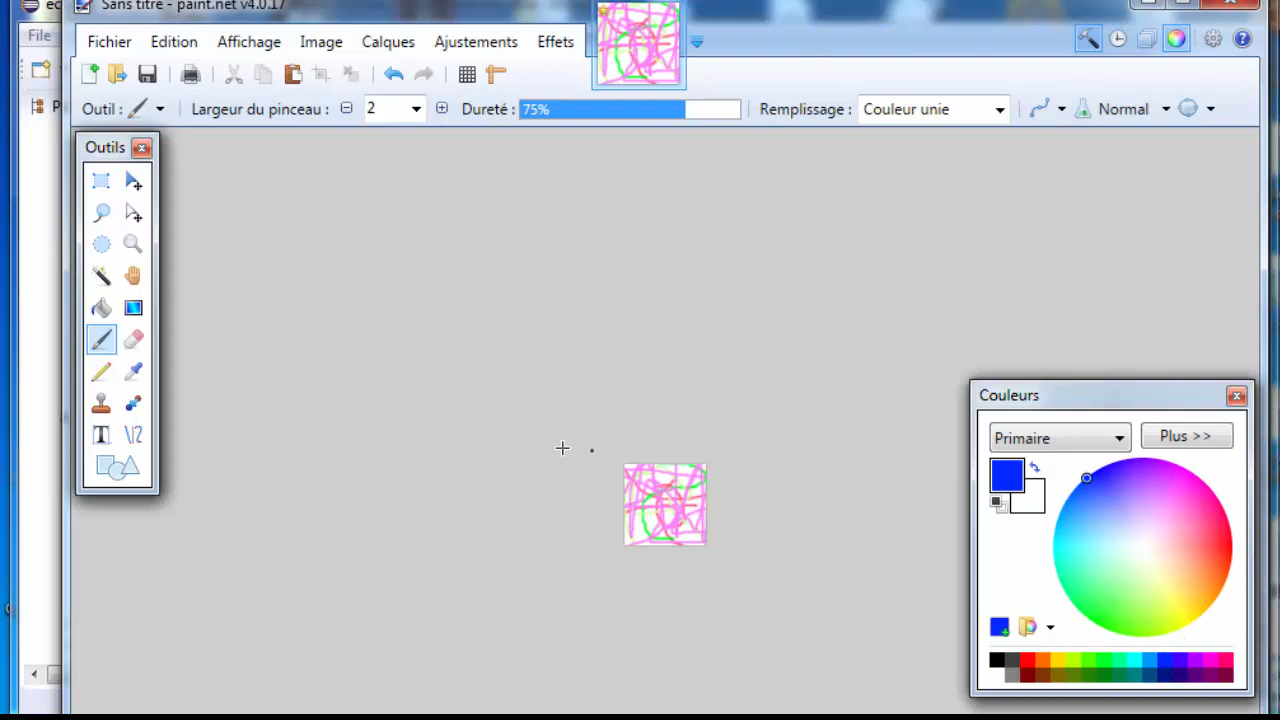 Sans titre - paint.net v4.0.17
File
Fichier Edition Affichage Image Calques Ajustements Effets
Outil : Largeur du pinceau : 2 Dureté : 75% Remplissage : Couleur unie Normal
Outils
Couleurs
Primaire Plus >>